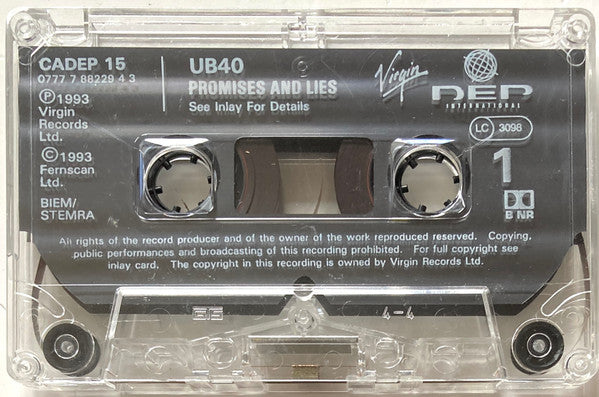 CADEP 15
0777 7 88229 4 3
Ⓟ1993
Virgin
Records
Ltd.
©1993
Fernscan
Ltd.
BIEM/
STEMRA
UB40
PROMISES AND LIES
See Inlay For Details
Virgin
DEP
INTERNATIONAL
LC 3098
1
B NR
All rights of the record producer and of the owner of the work reproduced reserved. Copying,
public performances and broadcasting of this recording prohibited. For full copyright see
inlay card. The copyright in this recording is owned by Virgin Records Ltd.
4-4